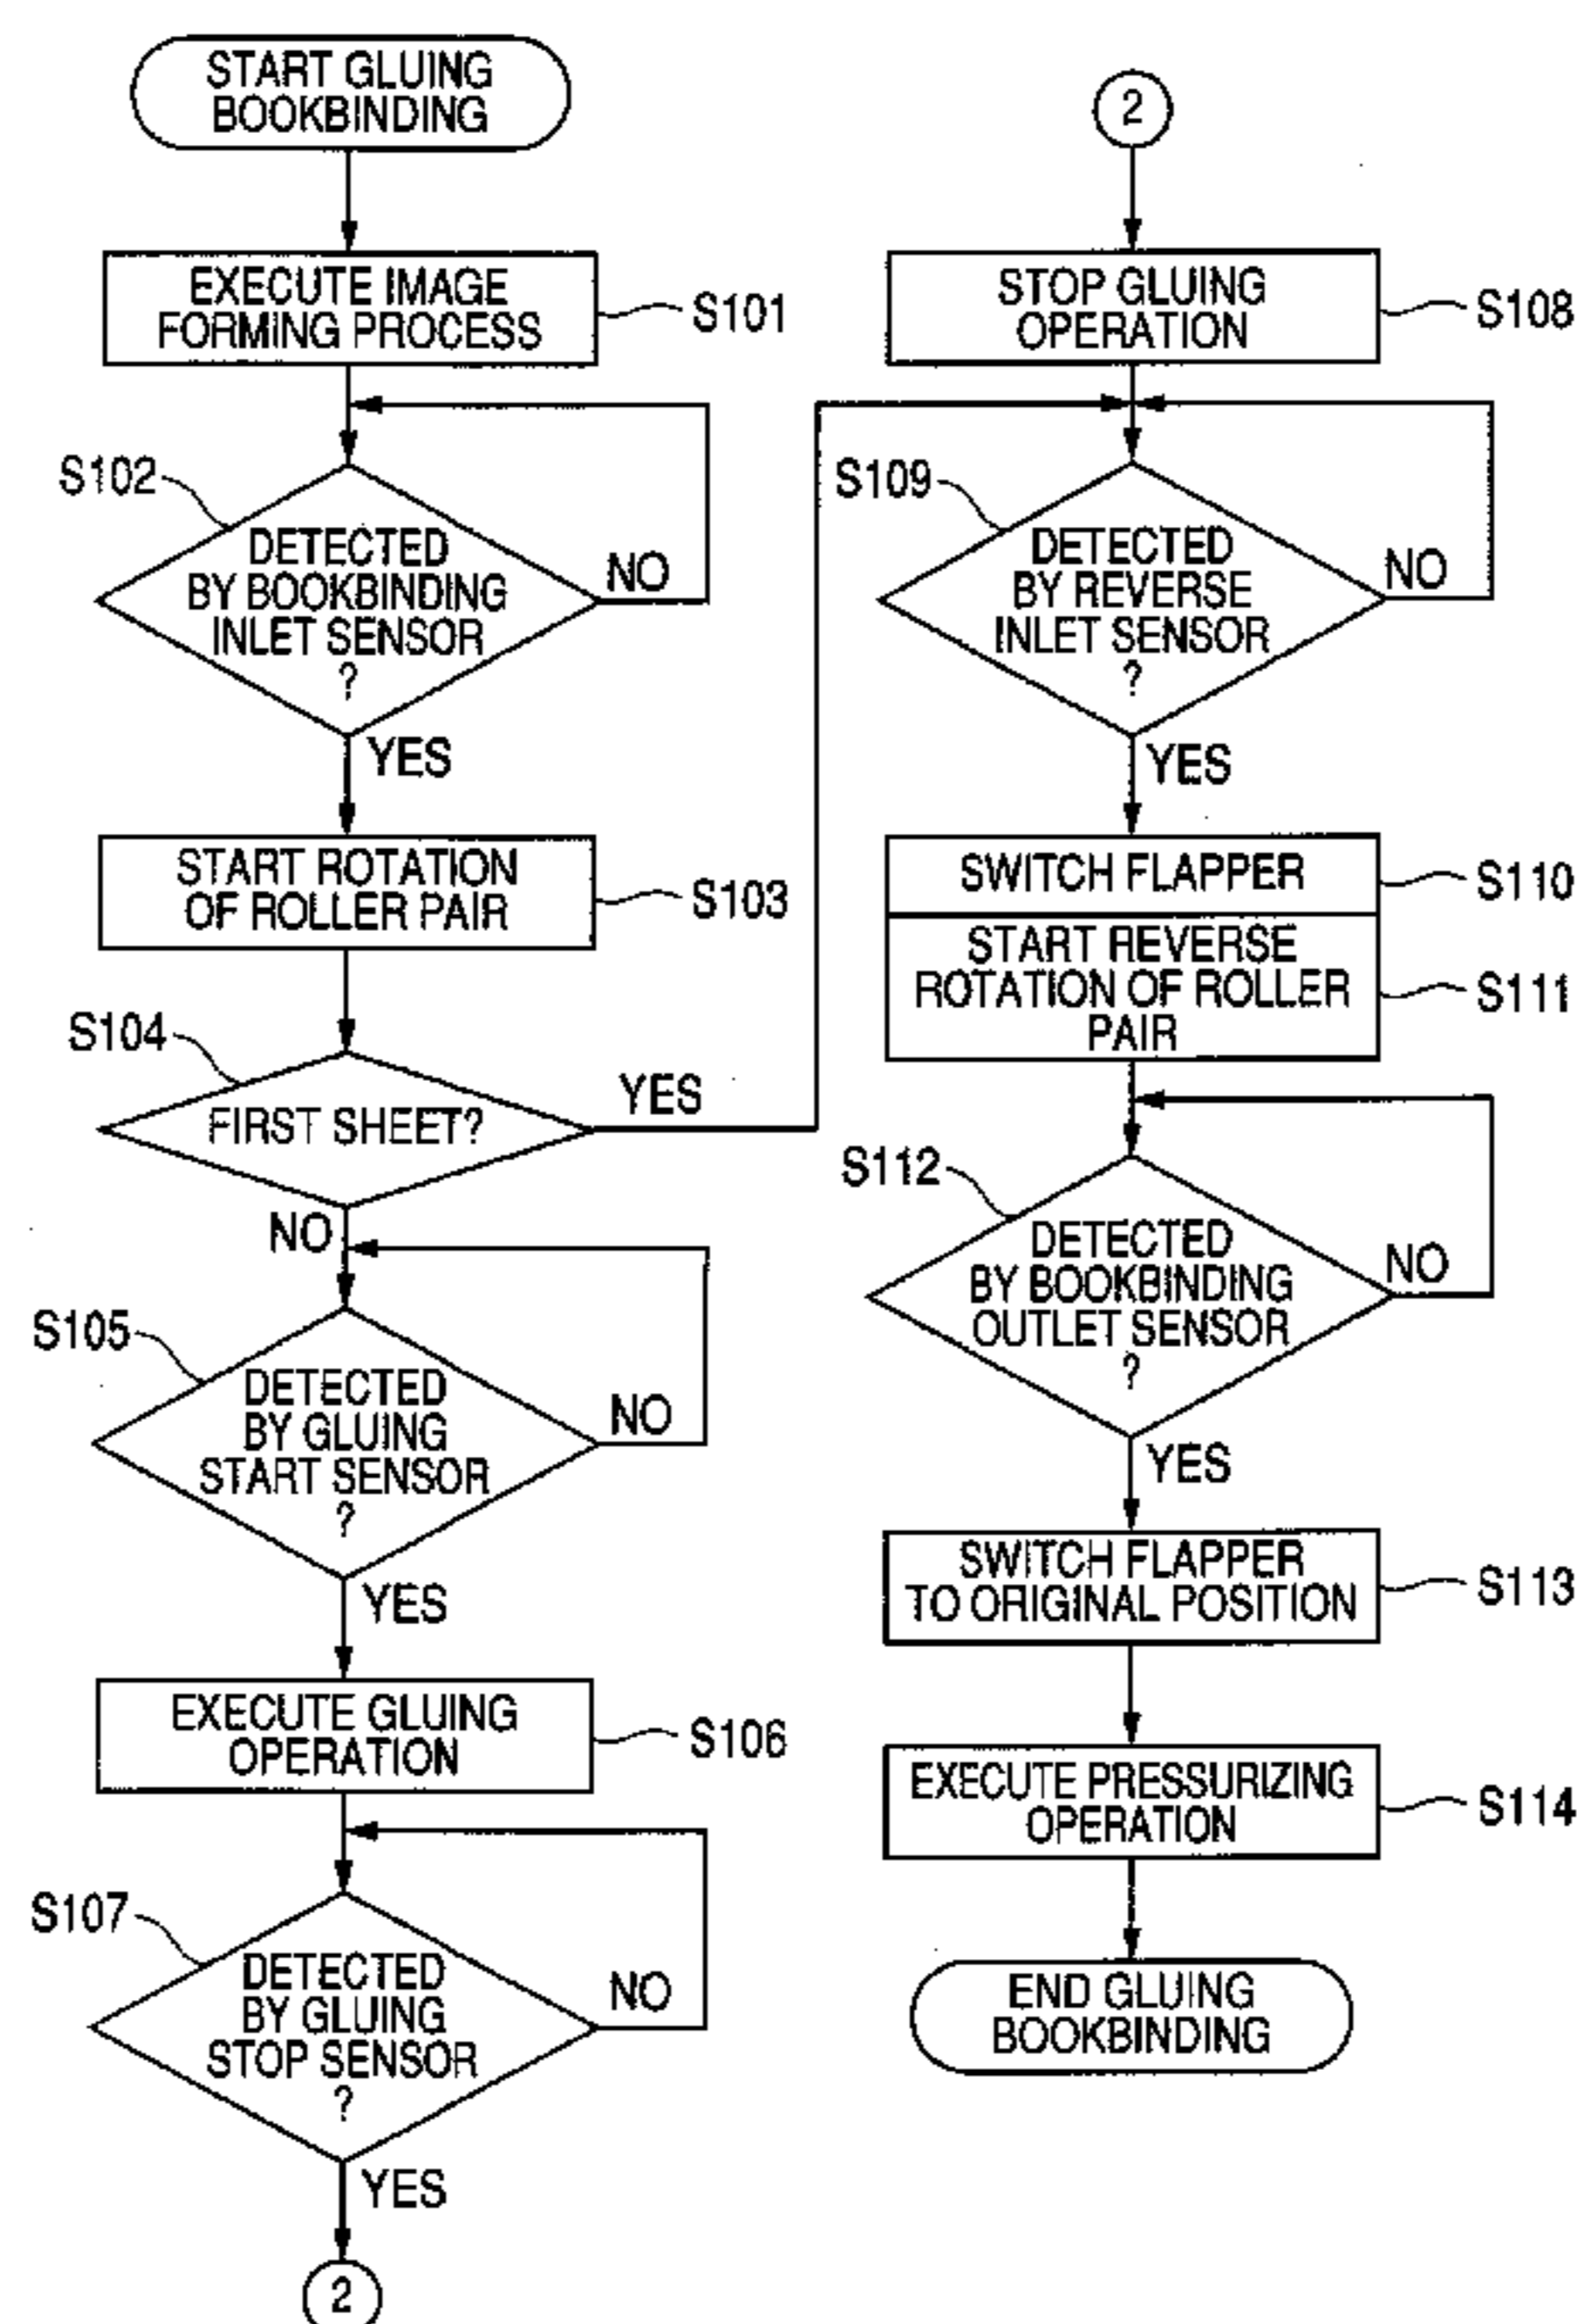 START GLUING
BOOKBINDING
EXECUTE IMAGE
FORMING PROCESS
S101
S102
DETECTED
BY BOOKBINDING
INLET SENSOR
?
NO
YES
START ROTATION
OF ROLLER PAIR
S103
S104
FIRST SHEET?
YES
NO
S105
DETECTED
BY GLUING
START SENSOR
?
NO
YES
EXECUTE GLUING
OPERATION
S106
S107
DETECTED
BY GLUING
STOP SENSOR
?
NO
YES
2
2
STOP GLUING
OPERATION
S108
S109
DETECTED
BY REVERSE
INLET SENSOR
?
NO
YES
SWITCH FLAPPER
S110
START REVERSE
ROTATION OF ROLLER
PAIR
S111
S112
DETECTED
BY BOOKBINDING
OUTLET SENSOR
?
NO
YES
SWITCH FLAPPER
TO ORIGINAL POSITION
S113
EXECUTE PRESSURIZING
OPERATION
S114
END GLUING
BOOKBINDING